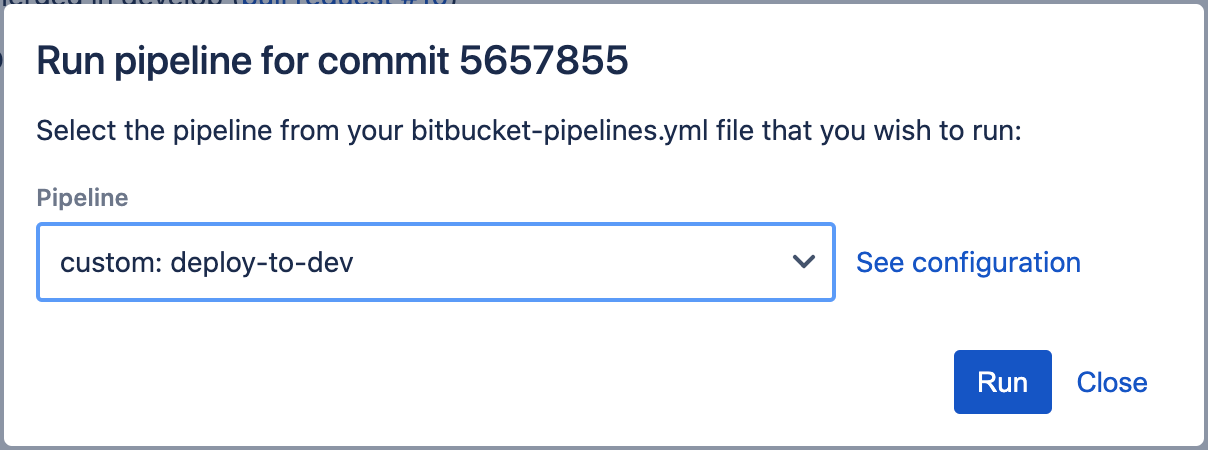 Run pipeline for commit 5657855
Select the pipeline from your bitbucket-pipelines.yml file that you wish to run:
Pipeline
custom: deploy-to-dev
See configuration
Run
Close